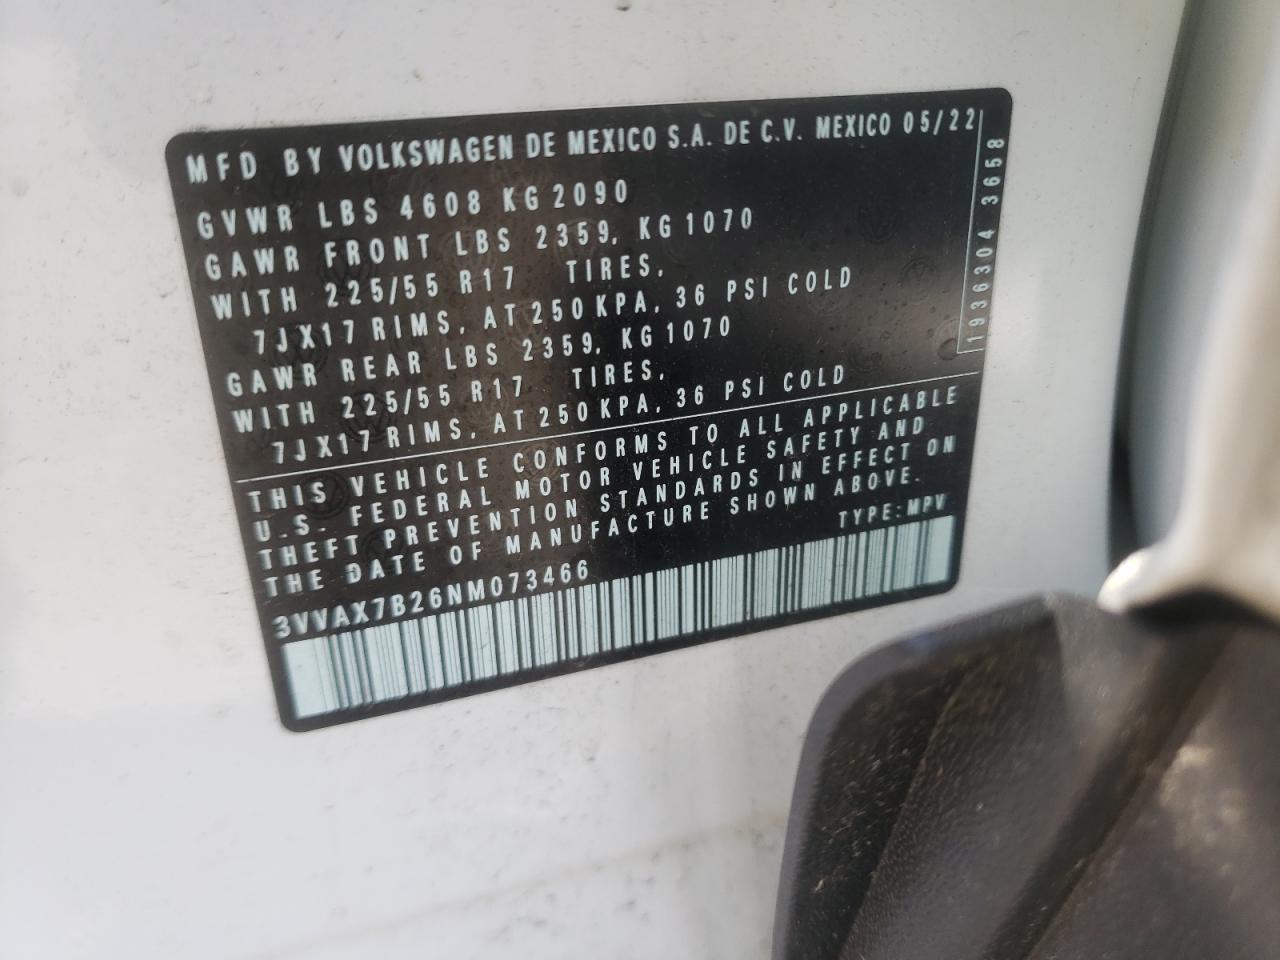 MFD BY VOLKSWAGEN DE MEXICO S.A. DE C.V. MEXICO 05/22
GVWR LBS 4608 KG 2090
GAWR FRONT LBS 2359, KG 1070
WITH 225/55 R17 TIRES,
7JX17 RIMS, AT 250 KPA, 36 PSI COLD
GAWR REAR LBS 2359, KG 1070
WITH 225/55 R17 TIRES,
7JX17 RIMS, AT 250 KPA, 36 PSI COLD
1936304 3658
THIS VEHICLE CONFORMS TO ALL APPLICABLE
U.S. FEDERAL MOTOR VEHICLE SAFETY AND
THEFT PREVENTION STANDARDS IN EFFECT ON
THE DATE OF MANUFACTURE SHOWN ABOVE.
TYPE: MPV
3VVAX7B26NM073466